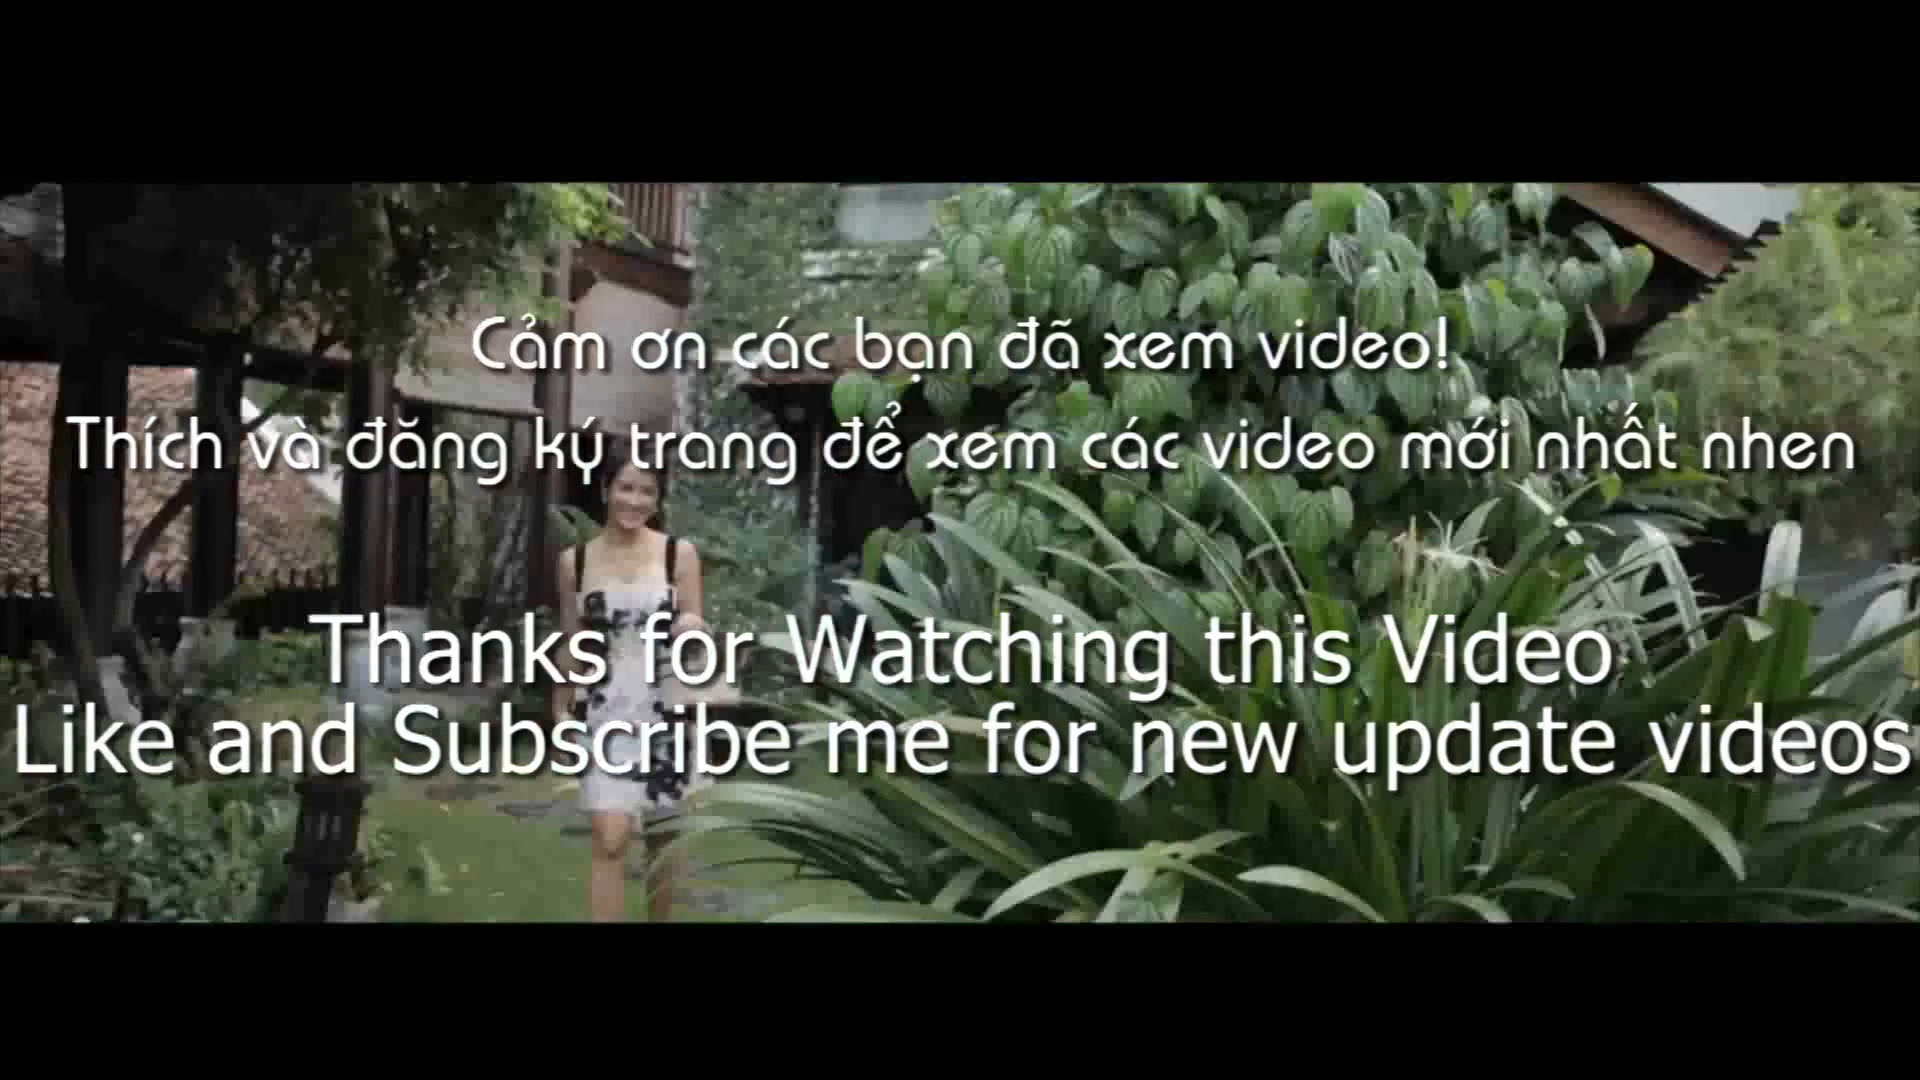 Cảm ơn các bạn đã xem video!
Thích và đăng ký trang để xem các video mới nhất nhen
Thanks for Watching this Video
Like and Subscribe me for new update videos